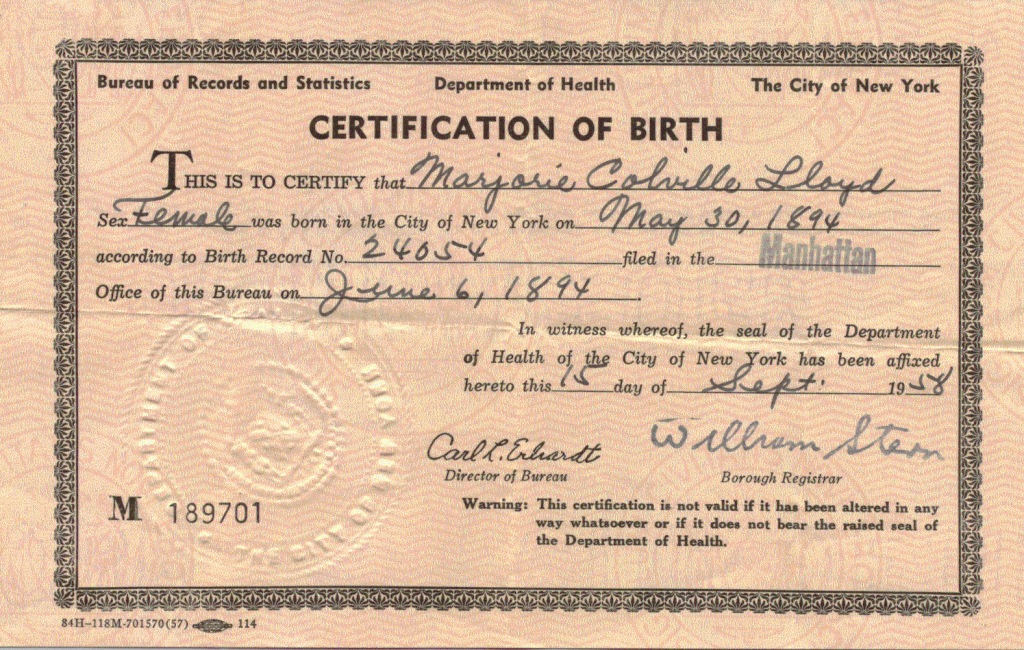 Bureau of Records and Statistics Department of Health The City of New York
CERTIFICATION OF BIRTH
THIS IS TO CERTIFY that Marjorie Colville Lloyd
Sex Female was born in the City of New York on May 30, 1894
according to Birth Record No. 24054 filed in the Manhattan
Office of this Bureau on June 6, 1894.
In witness whereof, the seal of the Department
of Health of the City of New York has been affixed
hereto this 15 day of Sept. 1958
Carl L. Erhardt William Stern
Director of Bureau Borough Registrar
M 189701
Warning: This certification is not valid if it has been altered in any
way whatsoever or if it does not bear the raised seal of
the Department of Health.
84H-118M-701570(57) 114